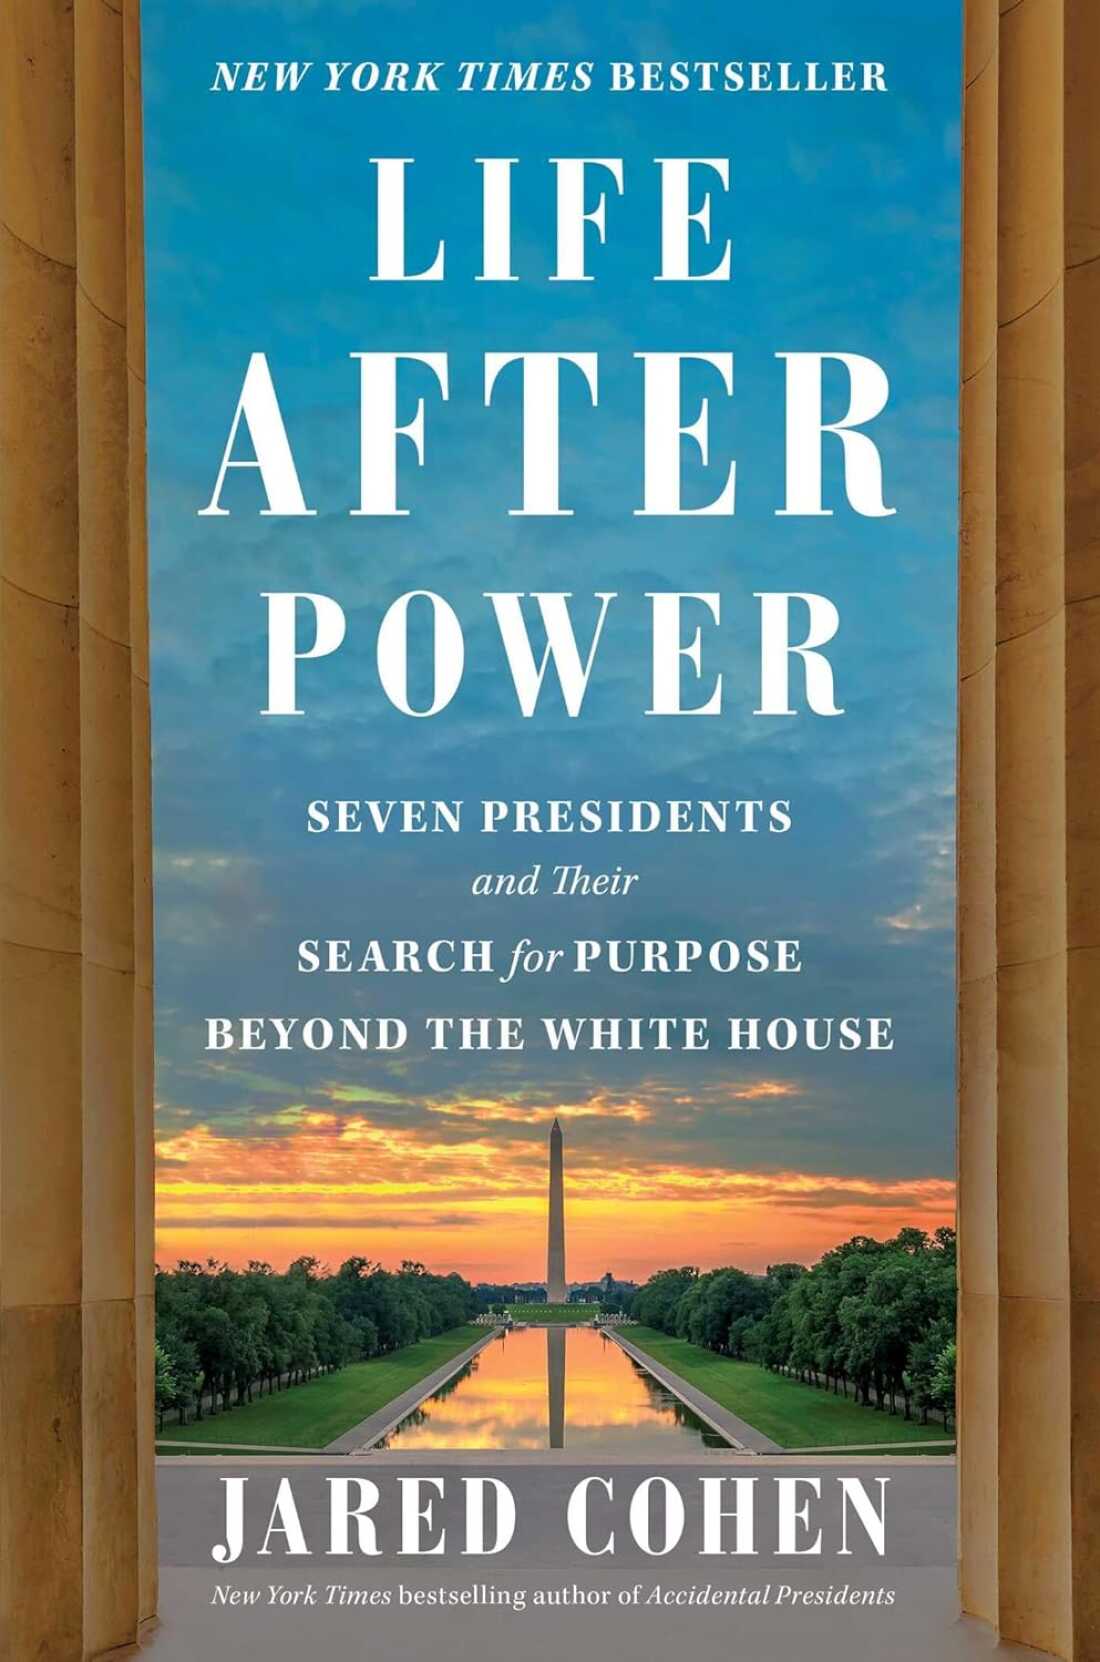 NEW YORK TIMES BESTSELLER
LIFE
AFTER
POWER
SEVEN PRESIDENTS
and Their
SEARCH for PURPOSE
BEYOND THE WHITE HOUSE
JARED COHEN
New York Times bestselling author of Accidental Presidents